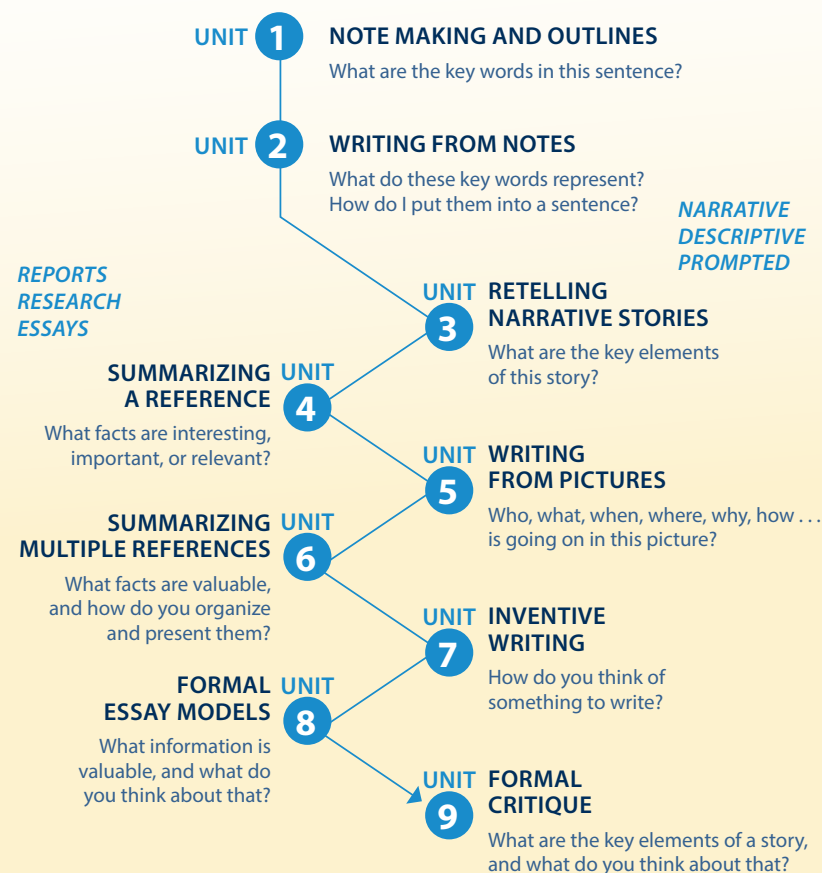 UNIT 1 NOTE MAKING AND OUTLINES
What are the key words in this sentence?
UNIT 2 WRITING FROM NOTES
What do these key words represent?
How do I put them into a sentence?
NARRATIVE
DESCRIPTIVE
PROMPTED
REPORTS
RESEARCH
ESSAYS
UNIT 3 RETELLING
NARRATIVE STORIES
What are the key elements
of this story?
SUMMARIZING UNIT 4
A REFERENCE
What facts are interesting,
important, or relevant?
UNIT 5 WRITING
FROM PICTURES
Who, what, when, where, why, how . . .
is going on in this picture?
SUMMARIZING UNIT 6
MULTIPLE REFERENCES
What facts are valuable,
and how do you organize
and present them?
UNIT 7 INVENTIVE
WRITING
How do you think of
something to write?
FORMAL UNIT 8
ESSAY MODELS
What information is
valuable, and what do
you think about that?
UNIT 9 FORMAL
CRITIQUE
What are the key elements of a story,
and what do you think about that?